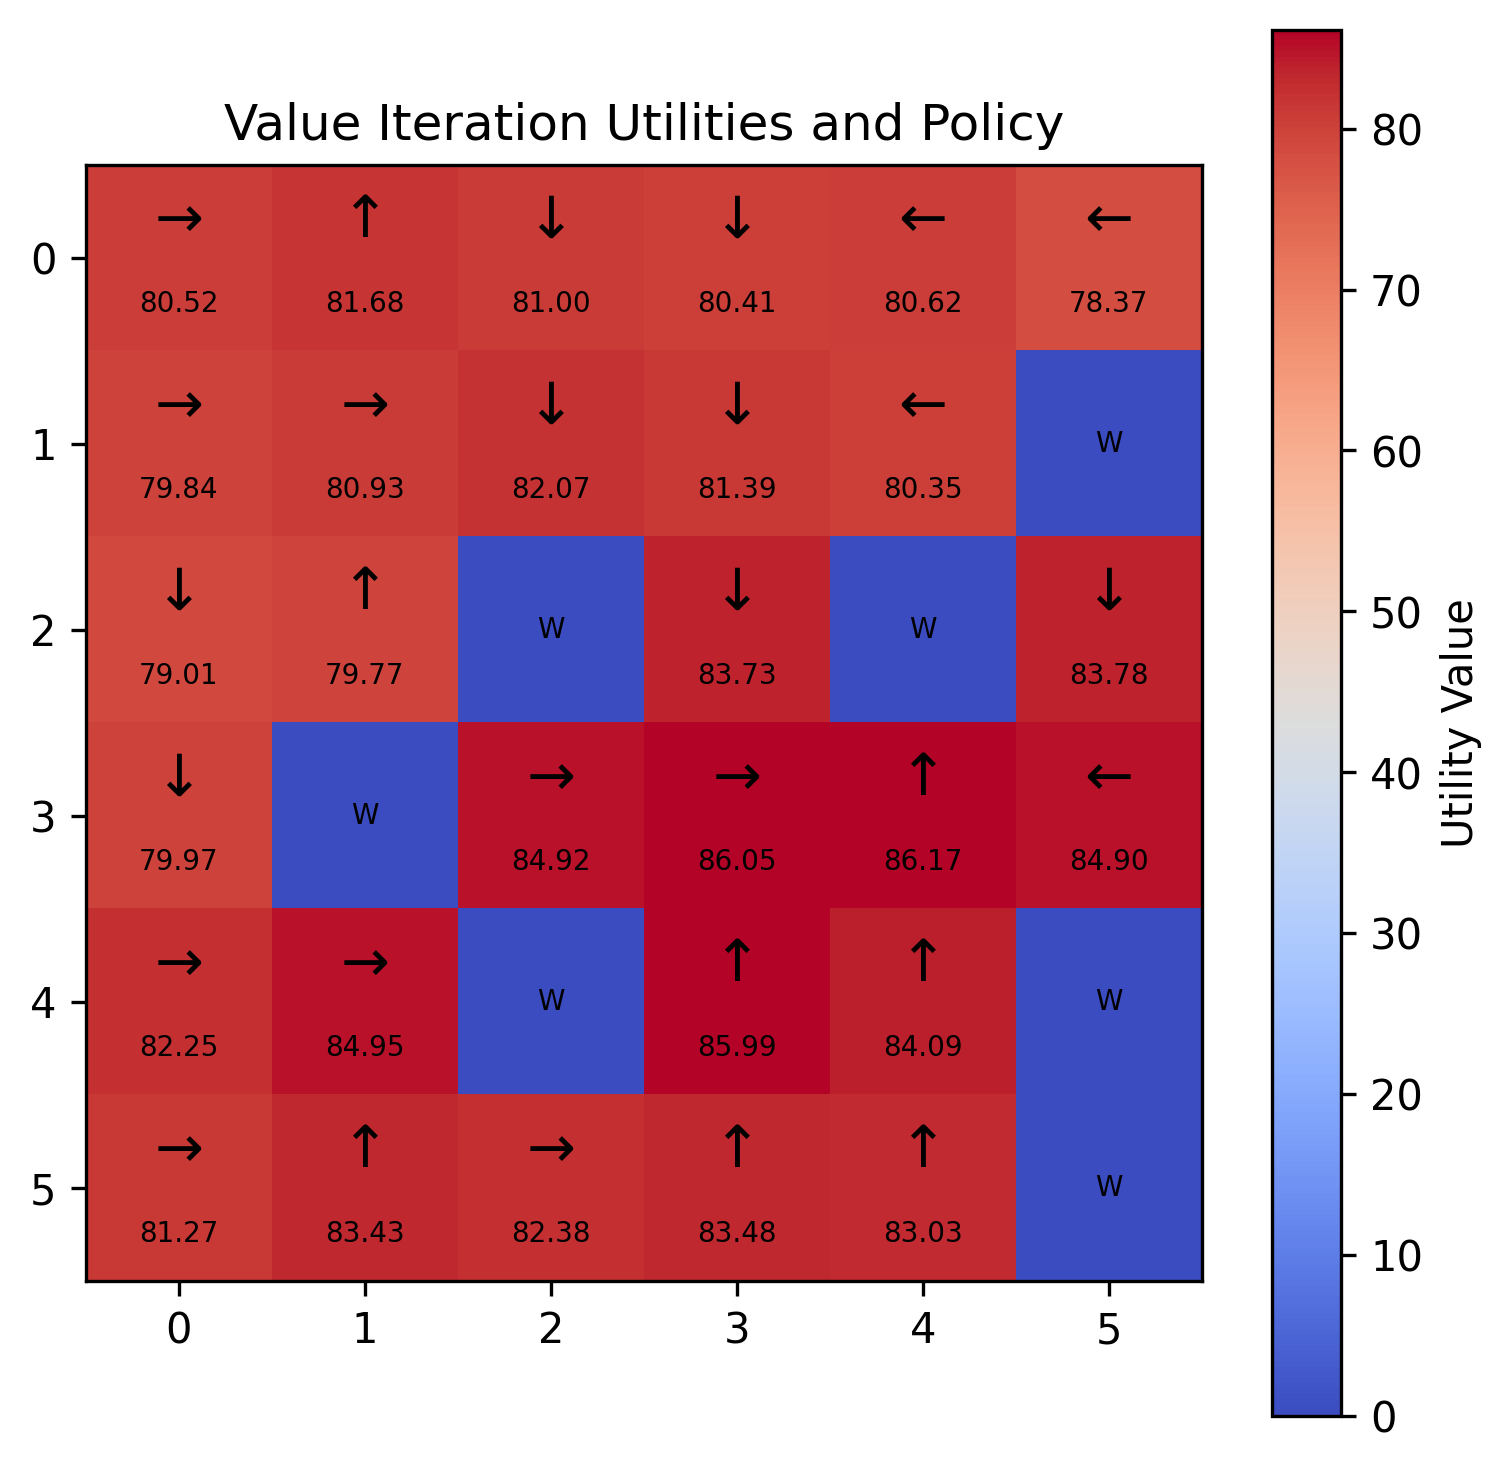 Value Iteration Utilities and Policy
→ ↑ ↓ ↓ ← ←
0
80.52 81.68 81.00 80.41 80.62 78.37
→ → ↓ ↓ ←
1 W
79.84 80.93 82.07 81.39 80.35
↓ ↑ ↓ ↓
2 W W
79.01 79.77 83.73 83.78
↓ → → ↑ ←
3 W
79.97 84.92 86.05 86.17 84.90
→ → ↑ ↑
4 W W
82.25 84.95 85.99 84.09
→ ↑ → ↑ ↑
5 W
81.27 83.43 82.38 83.48 83.03
0 1 2 3 4 5
80
70
60
50
40
30
20
10
0
Utility Value